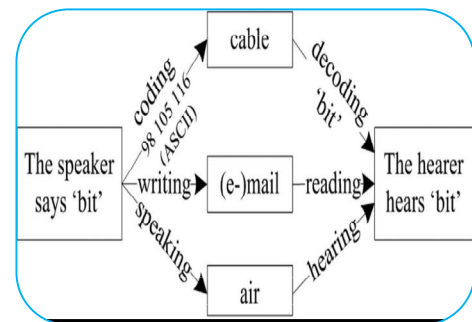 The speaker
says 'bit'
coding
98 105 116
(ASCII)
cable
decoding
'bit'
writing
(e-)mail
reading
speaking
air
hearing
The hearer
hears 'bit'